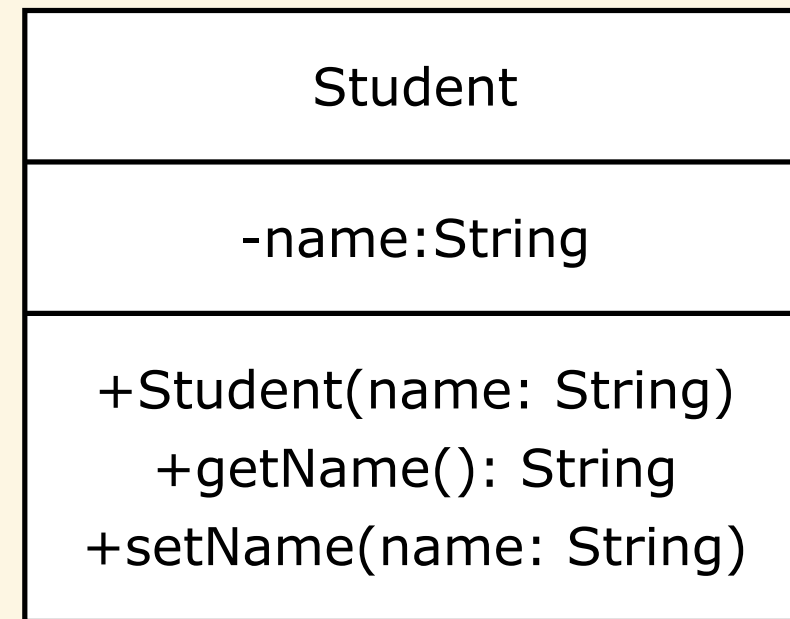 Student
-name:String
+Student(name: String)
+getName(): String
+setName(name: String)